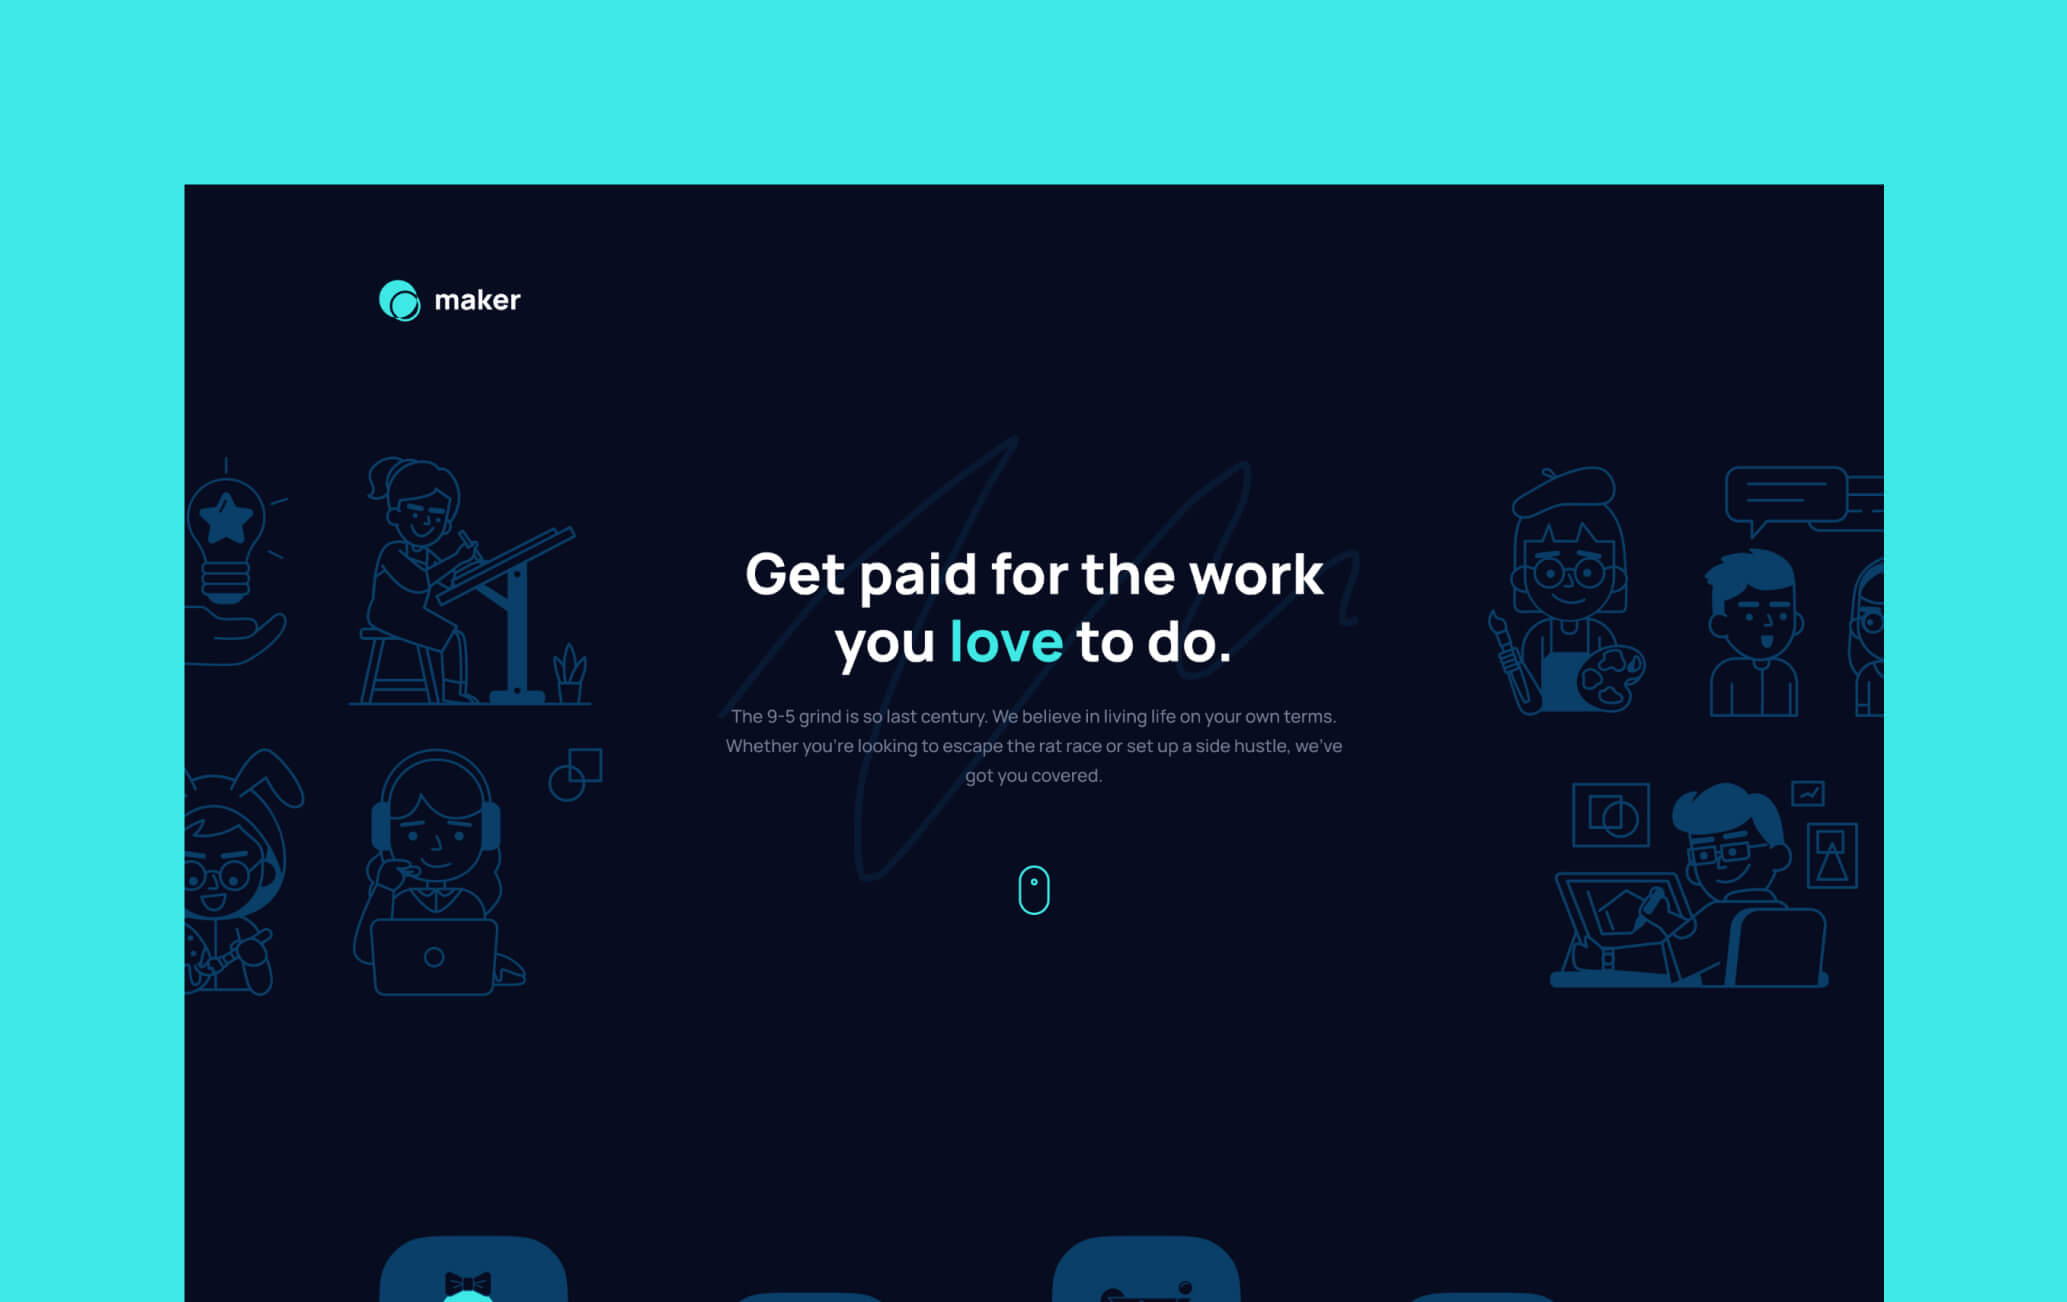 maker
Get paid for the work
you love to do.
The 9-5 grind is so last century. We believe in living life on your own terms.
Whether you're looking to escape the rat race or set up a side hustle, we've
got you covered.